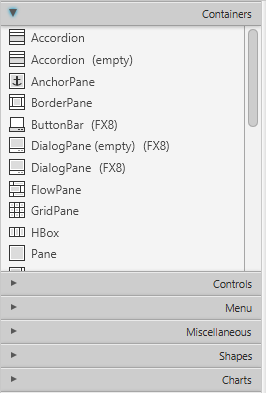 Containers
Accordion
Accordion (empty)
AnchorPane
BorderPane
ButtonBar (FX8)
DialogPane (empty) (FX8)
DialogPane (FX8)
FlowPane
GridPane
HBox
Pane
Controls
Menu
Miscellaneous
Shapes
Charts